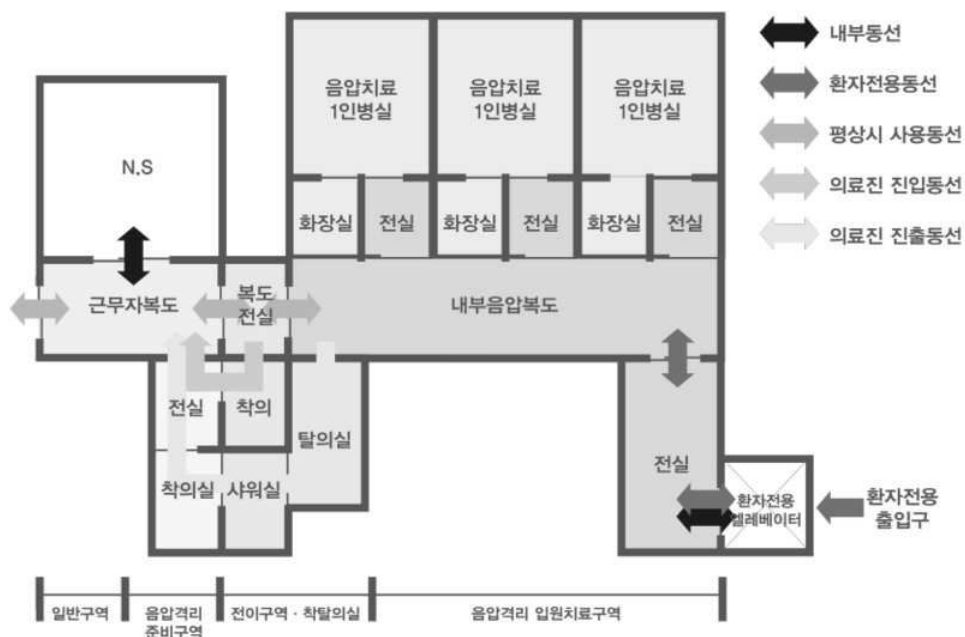 내부동선
환자전용동선
평상시 사용동선
의료진 진입동선
의료진 진출동선
음압치료
1인병실
음압치료
1인병실
음압치료
1인병실
N.S
화장실
전실
화장실
전실
화장실
전실
근무자복도
복도
전실
내부음압복도
전실
착의
탈의실
착의실
샤워실
전실
환자전용
엘레베이터
환자전용
출입구
일반구역
음압격리
준비구역
전이구역 · 착탈의실
음압격리 입원치료구역